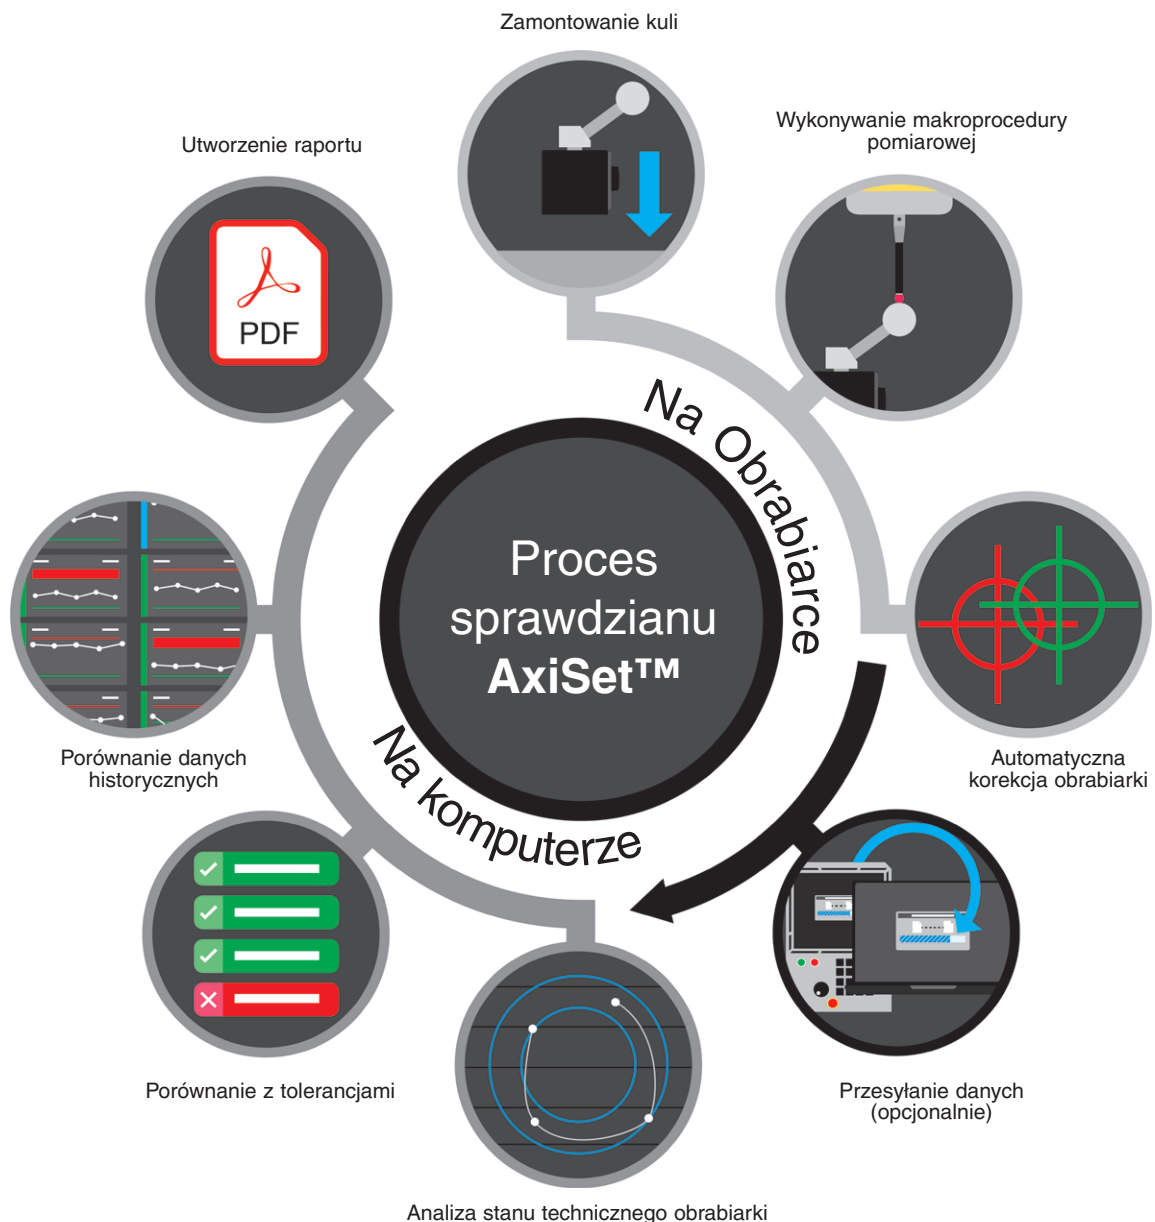 Zamontowanie kuli
Wykonywanie makroprocedury
pomiarowej
Utworzenie raportu
PDF
Na Obrabiarce
Proces
sprawdzianu
AxiSet™
Na komputerze
Automatyczna
korekcja obrabiarki
Porównanie danych
historycznych
Przesyłanie danych
(opcjonalnie)
Porównanie z tolerancjami
Analiza stanu technicznego obrabiarki